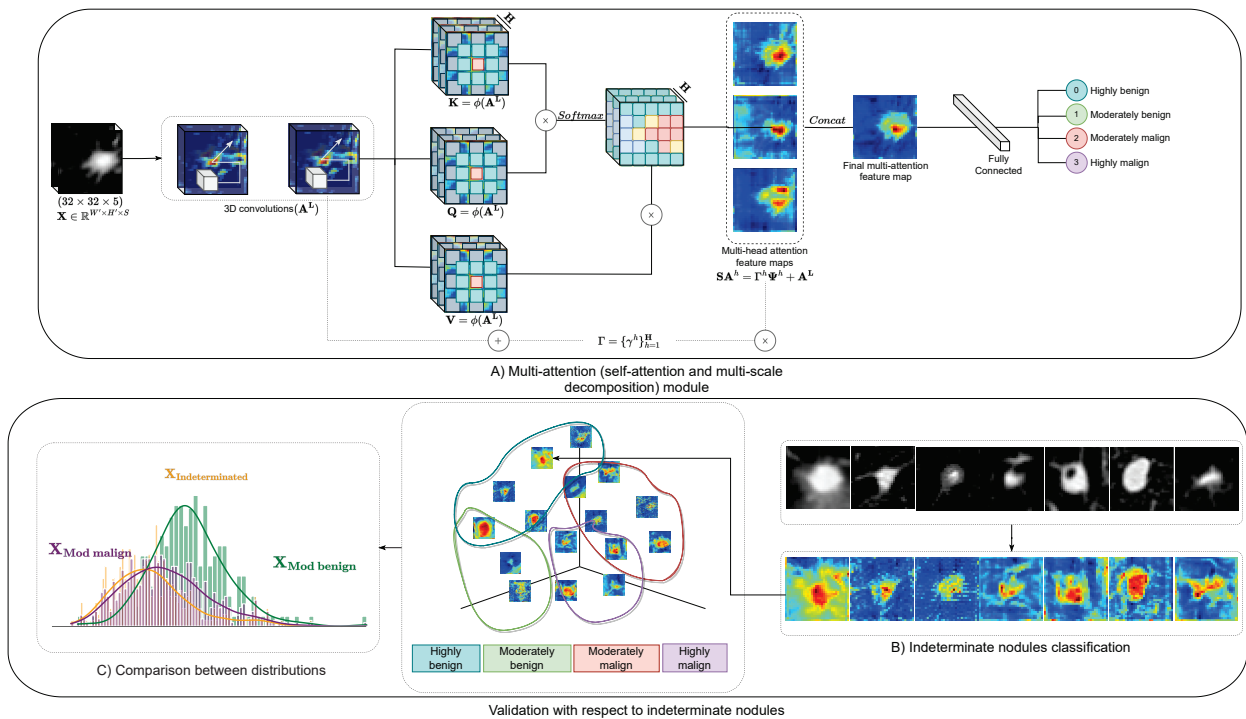 H
K = ϕ(A^L)
(32 × 32 × 5)
X ∈ ℝ^{W'×H'×S}
3D convolutions(A^L)
Q = ϕ(A^L)
V = ϕ(A^L)
×
Softmax
H
×
Multi-head attention
feature maps
SA^h = Γ^h Ψ^h + A^L
Concat
Final multi-attention
feature map
Fully
Connected
0 Highly benign
1 Moderately benign
2 Moderately malign
3 Highly malign
+
Γ = {γ^h}_{h=1}^H
×
A) Multi-attention (self-attention and multi-scale
decomposition) module
X_Indeterminated
X_Mod malign
X_Mod benign
C) Comparison between distributions
Highly
benign
Moderately
benign
Moderately
malign
Highly
malign
B) Indeterminate nodules classification
Validation with respect to indeterminate nodules